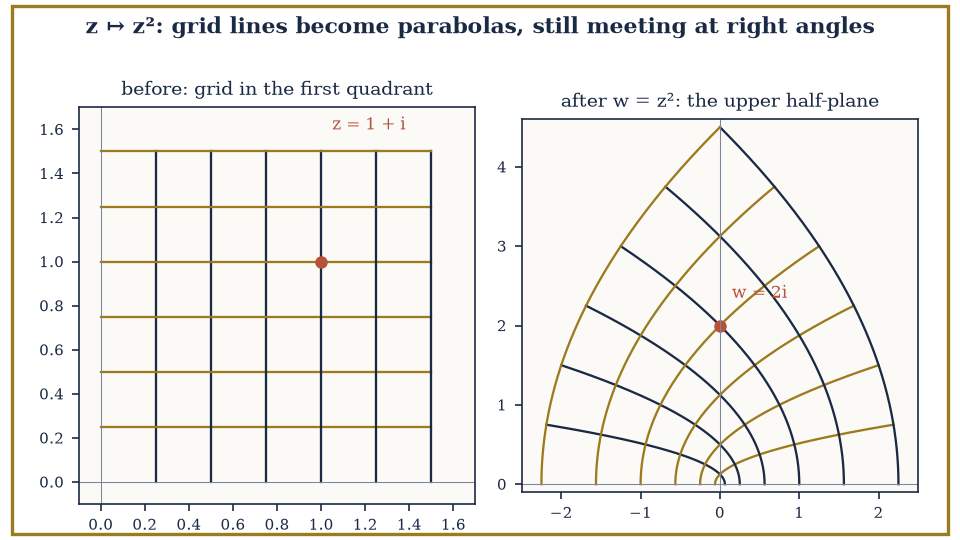 z ↦ z²: grid lines become parabolas, still meeting at right angles
before: grid in the first quadrant
z = 1 + i
1.6
1.4
1.2
1.0
0.8
0.6
0.4
0.2
0.0
0.0 0.2 0.4 0.6 0.8 1.0 1.2 1.4 1.6
after w = z²: the upper half-plane
4
3
w = 2i
2
1
0
−2 −1 0 1 2